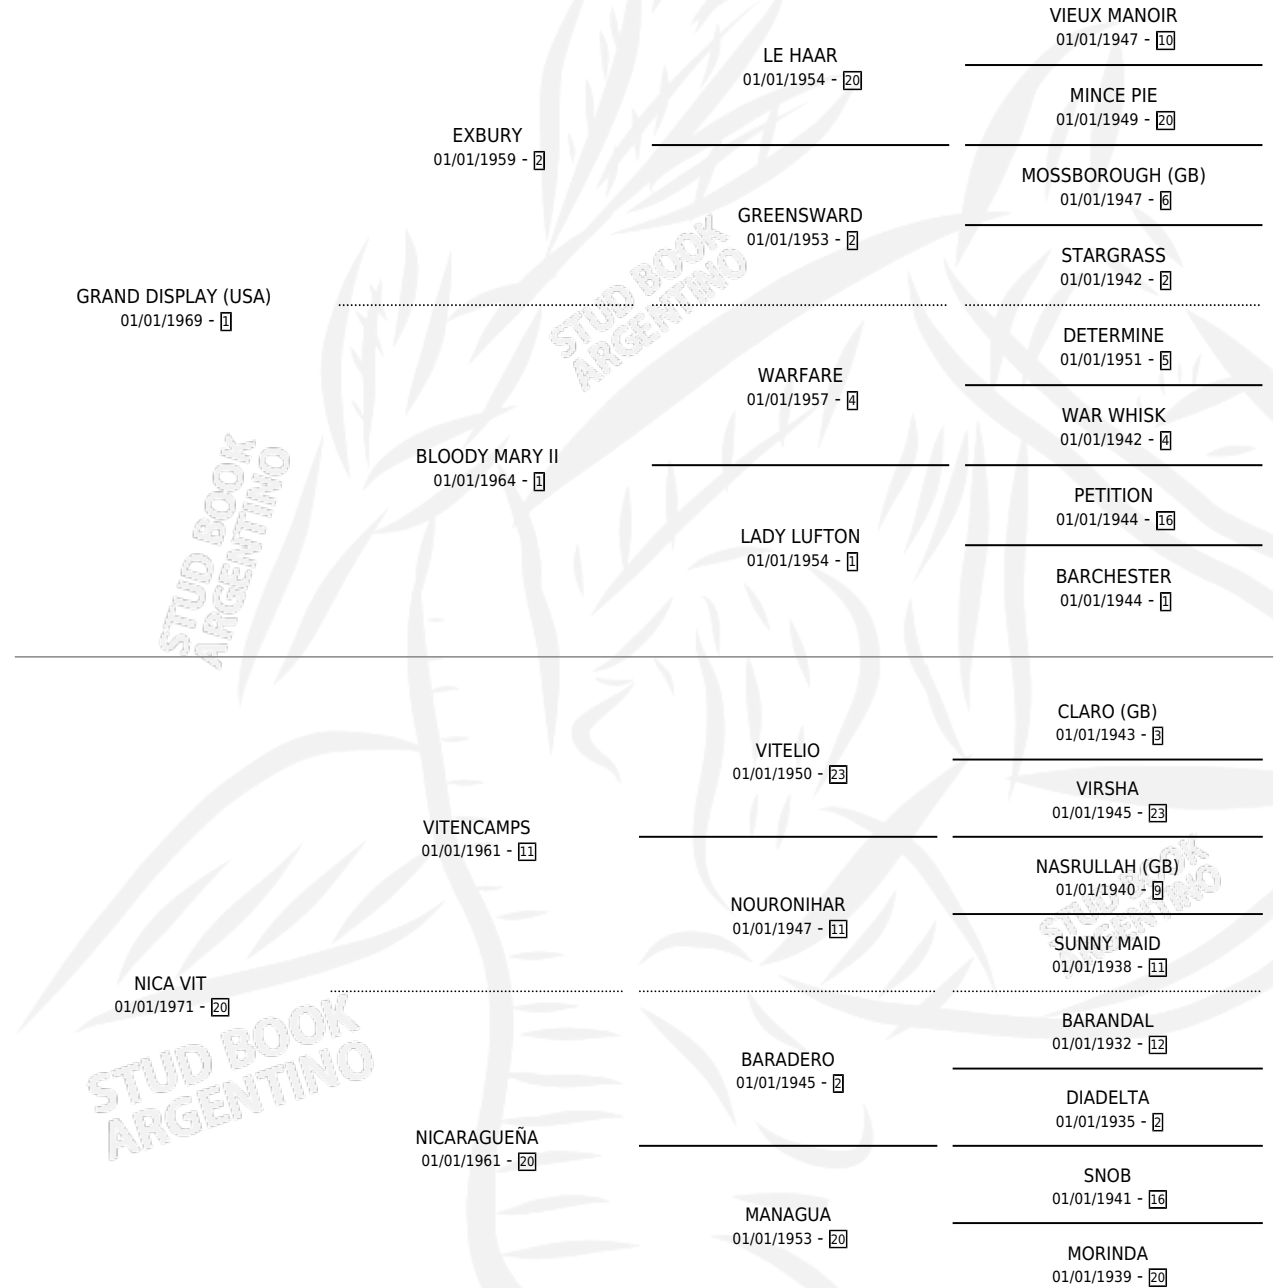 VIEUX MANOIR
01/01/1947 - 10
LE HAAR
01/01/1954 - 20
MINCE PIE
01/01/1949 - 20
EXBURY
01/01/1959 - 2
MOSSBOROUGH (GB)
01/01/1947 - 6
GREENSWARD
01/01/1953 - 2
STARGRASS
01/01/1942 - 2
GRAND DISPLAY (USA)
01/01/1969 - 1
STUD BOOK
ARGENTINO
DETERMINE
01/01/1951 - 5
WARFARE
01/01/1957 - 4
WAR WHISK
01/01/1942 - 4
BLOODY MARY II
01/01/1964 - 1
PETITION
01/01/1944 - 16
LADY LUFTON
01/01/1954 - 1
BARCHESTER
01/01/1944 - 1
STUD BOOK
ARGENTINO
CLARO (GB)
01/01/1943 - 3
VITELIO
01/01/1950 - 23
VIRSHA
01/01/1945 - 23
VITENCAMPS
01/01/1961 - 11
NASRULLAH (GB)
01/01/1940 - 9
NOURONIHAR
01/01/1947 - 11
SUNNY MAID
01/01/1938 - 11
STUD BOOK
ARGENTINO
NICA VIT
01/01/1971 - 20
BARANDAL
01/01/1932 - 12
BARADERO
01/01/1945 - 2
DIADELTA
01/01/1935 - 2
STUD BOOK
ARGENTINO
NICARAGUEÑA
01/01/1961 - 20
SNOB
01/01/1941 - 16
MANAGUA
01/01/1953 - 20
MORINDA
01/01/1939 - 20